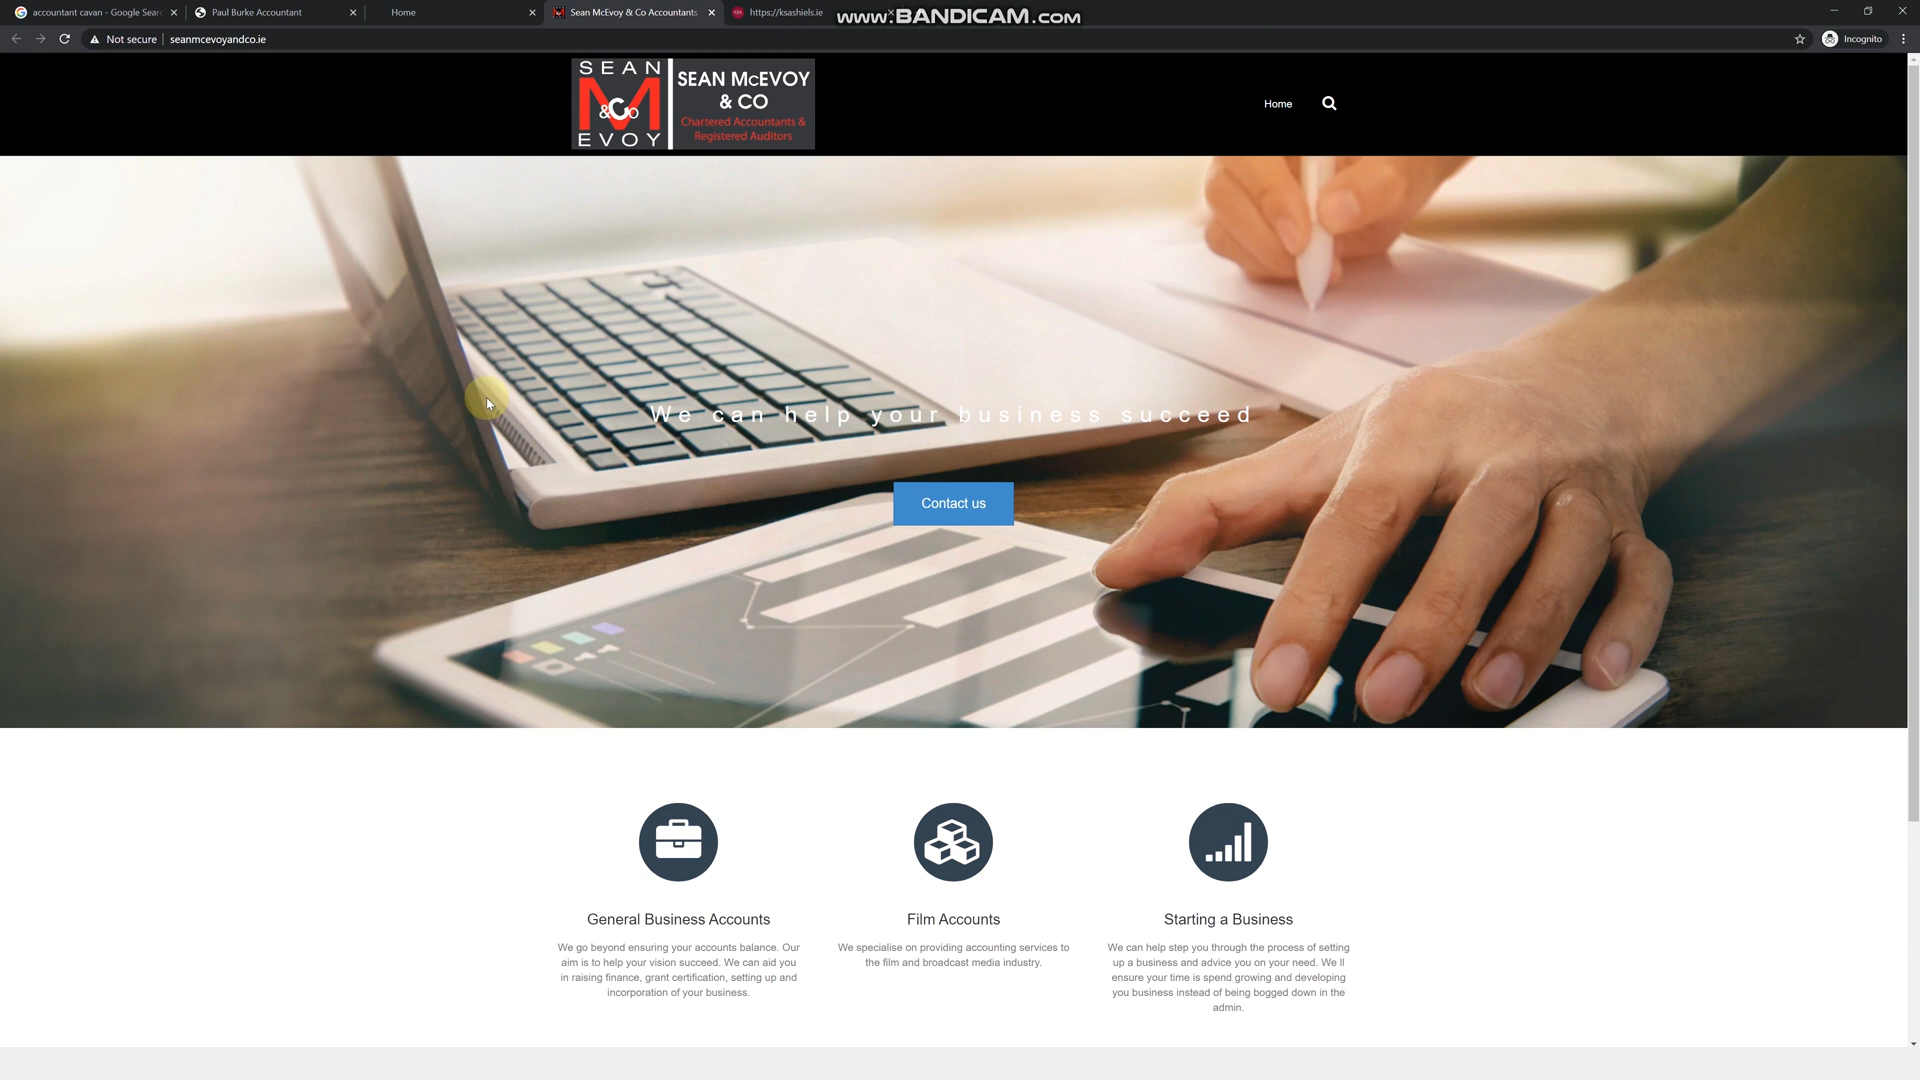 accountant cavan - Google Sear
Paul Burke Accountant
Home
Sean McEvoy & Co Accountants
https://ksashiels.ie
www.BANDICAM.COM
Not secure
seanmcevoyandco.ie
Incognito
SEAN
M
&Co
EVOY
SEAN McEVOY
& CO
Chartered Accountants &
Registered Auditors
Home
We can help your business succeed
Contact us
General Business Accounts
We go beyond ensuring your accounts balance. Our
aim is to help your vision succeed. We can aid you
in raising finance, grant certification, setting up and
incorporation of your business.
Film Accounts
We specialise on providing accounting services to
the film and broadcast media industry.
Starting a Business
We can help step you through the process of setting
up a business and advice you on your need. We ll
ensure your time is spend growing and developing
you business instead of being bogged down in the
admin.